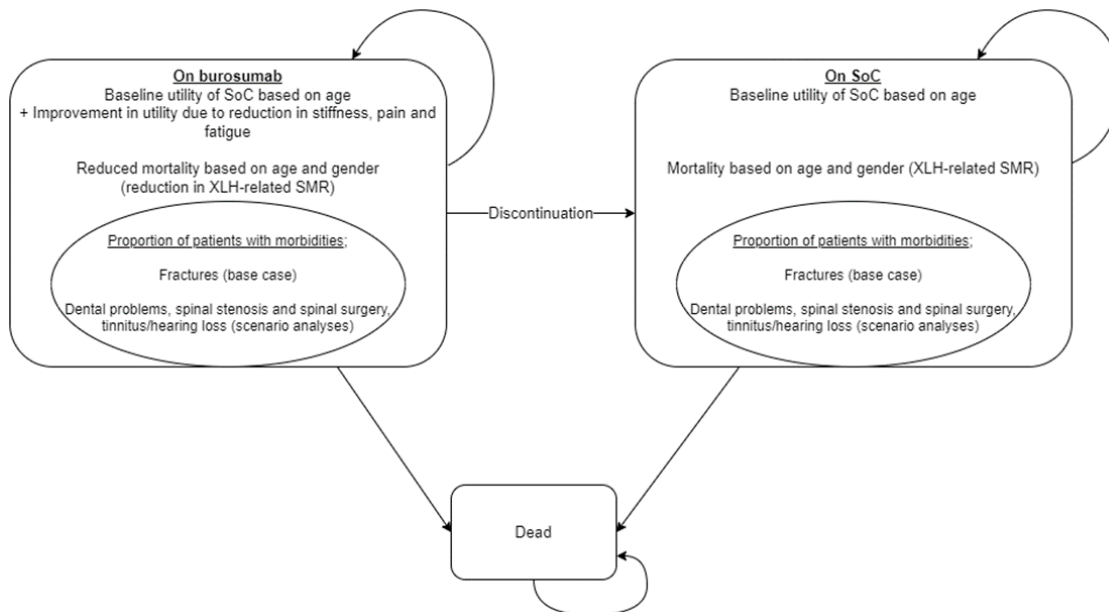 On burosumab
Baseline utility of SoC based on age
+ Improvement in utility due to reduction in stiffness, pain and
fatigue
Reduced mortality based on age and gender
(reduction in XLH-related SMR)
Proportion of patients with morbidities;
Fractures (base case)
Dental problems, spinal stenosis and spinal surgery,
tinnitus/hearing loss (scenario analyses)
Discontinuation
On SoC
Baseline utility of SoC based on age
Mortality based on age and gender (XLH-related SMR)
Proportion of patients with morbidities;
Fractures (base case)
Dental problems, spinal stenosis and spinal surgery,
tinnitus/hearing loss (scenario analyses)
Dead